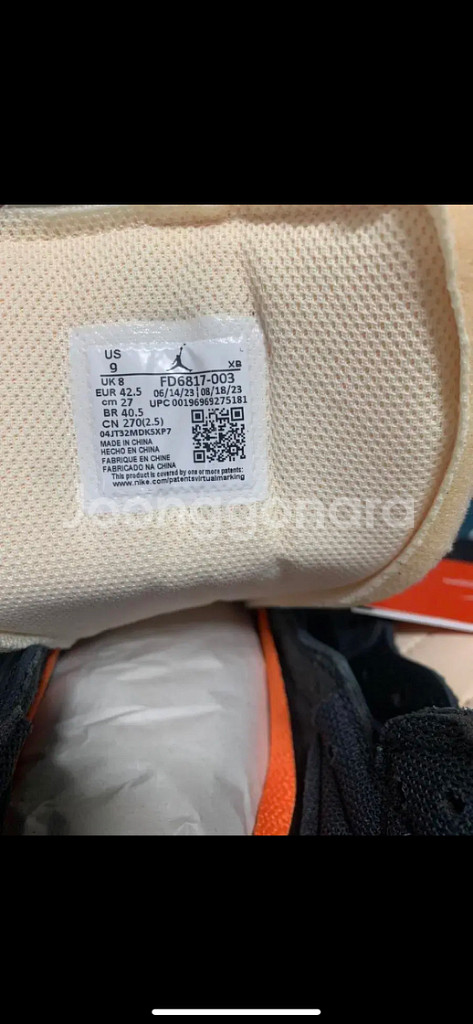 US
9
XB
UK 8
FD6817-003
EUR 42.5
06/14/23 | 08/18/23
cm 27
UPC 00196969275181
BR 40.5
CN 270(2.5)
04JT32MDK5XP7
MADE IN CHINA
HECHO EN CHINA
FABRIQUE EN CHINE
FABRICADO NA CHINA
This product is covered by one or more patents:
www.nike.com/patentsvirtualmarking
joonggonara